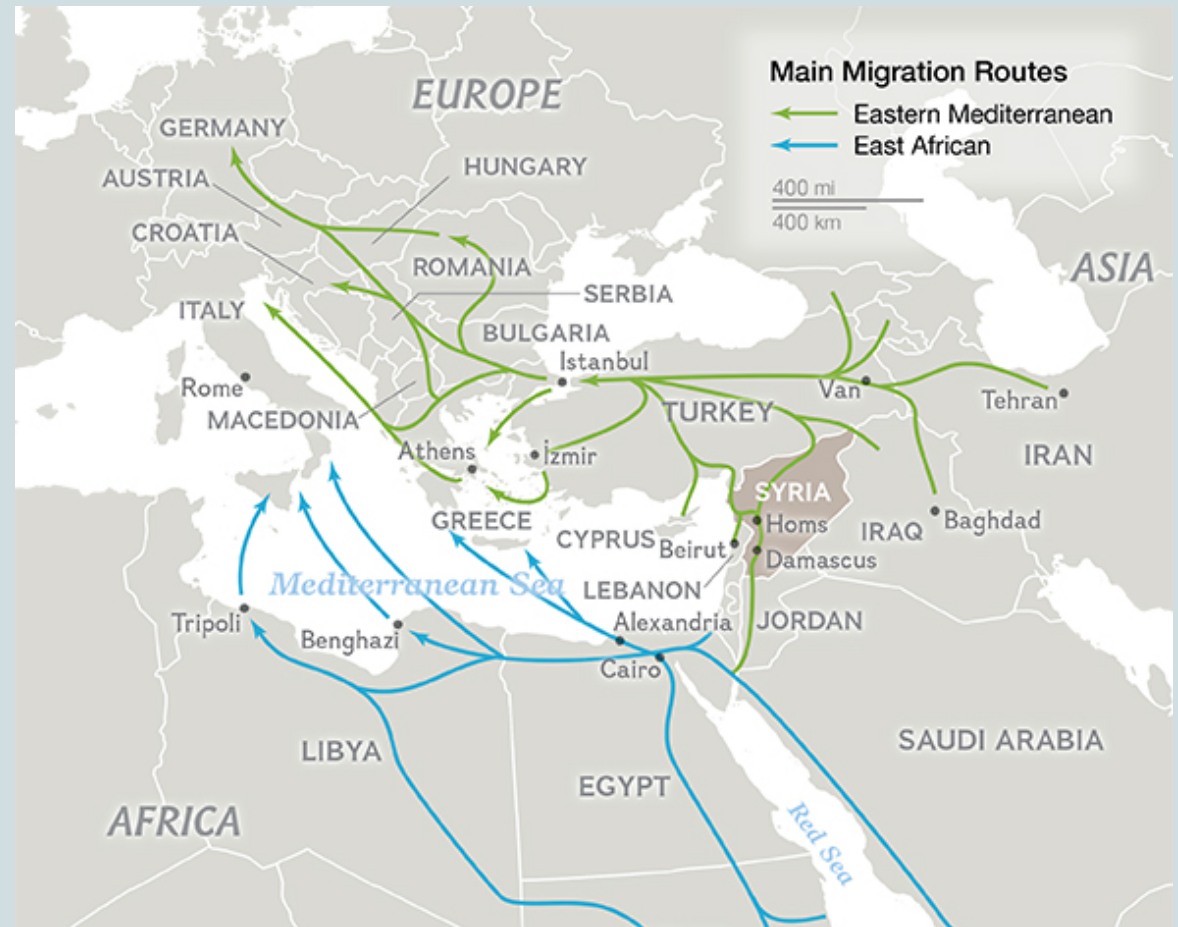 Main Migration Routes
Eastern Mediterranean
East African
400 mi
400 km
EUROPE
GERMANY
HUNGARY
AUSTRIA
CROATIA
ROMANIA
ASIA
SERBIA
ITALY
BULGARIA
Istanbul
Rome
Van
Tehran
MACEDONIA
TURKEY
Athens
İzmir
IRAN
SYRIA
GREECE
Homs
IRAQ
Baghdad
CYPRUS
Beirut
Damascus
Mediterranean Sea
LEBANON
Tripoli
Benghazi
Alexandria
JORDAN
Cairo
LIBYA
SAUDI ARABIA
EGYPT
AFRICA
Red Sea